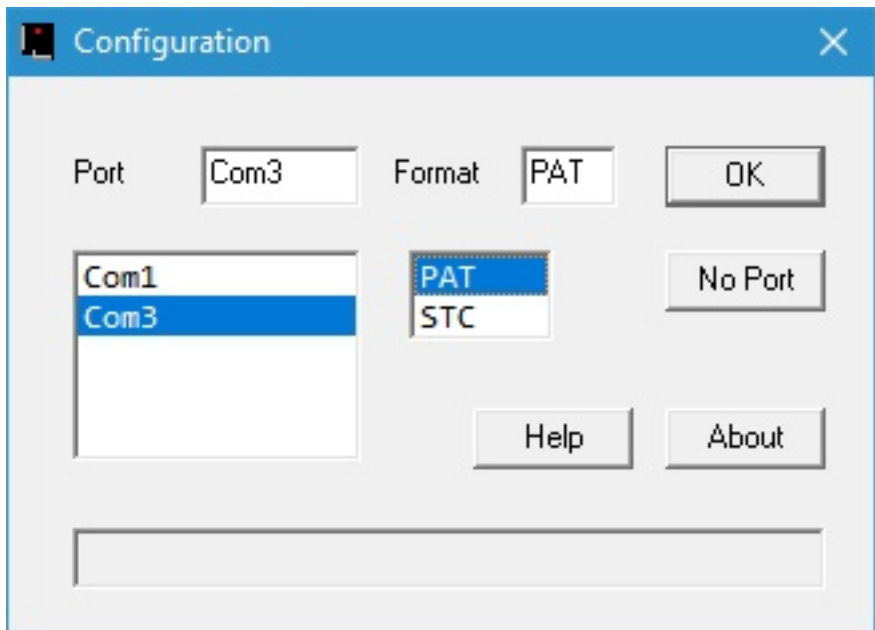 Configuration
Port Com3 Format PAT OK
Com1 PAT No Port
Com3 STC
Help About